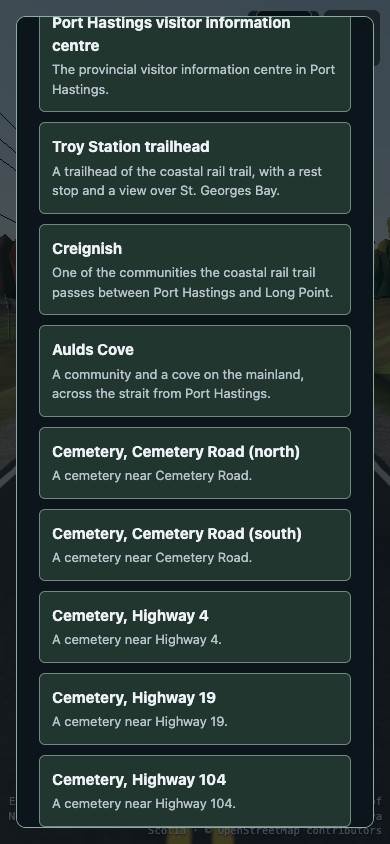 Port Hastings visitor information
centre
The provincial visitor information centre in Port
Hastings.
Troy Station trailhead
A trailhead of the coastal rail trail, with a rest
stop and a view over St. Georges Bay.
Creignish
One of the communities the coastal rail trail
passes between Port Hastings and Long Point.
Aulds Cove
A community and a cove on the mainland,
across the strait from Port Hastings.
Cemetery, Cemetery Road (north)
A cemetery near Cemetery Road.
Cemetery, Cemetery Road (south)
A cemetery near Cemetery Road.
Cemetery, Highway 4
A cemetery near Highway 4.
Cemetery, Highway 19
A cemetery near Highway 19.
Cemetery, Highway 104
A cemetery near Highway 104.
Scotia · © OpenStreetMap contributors